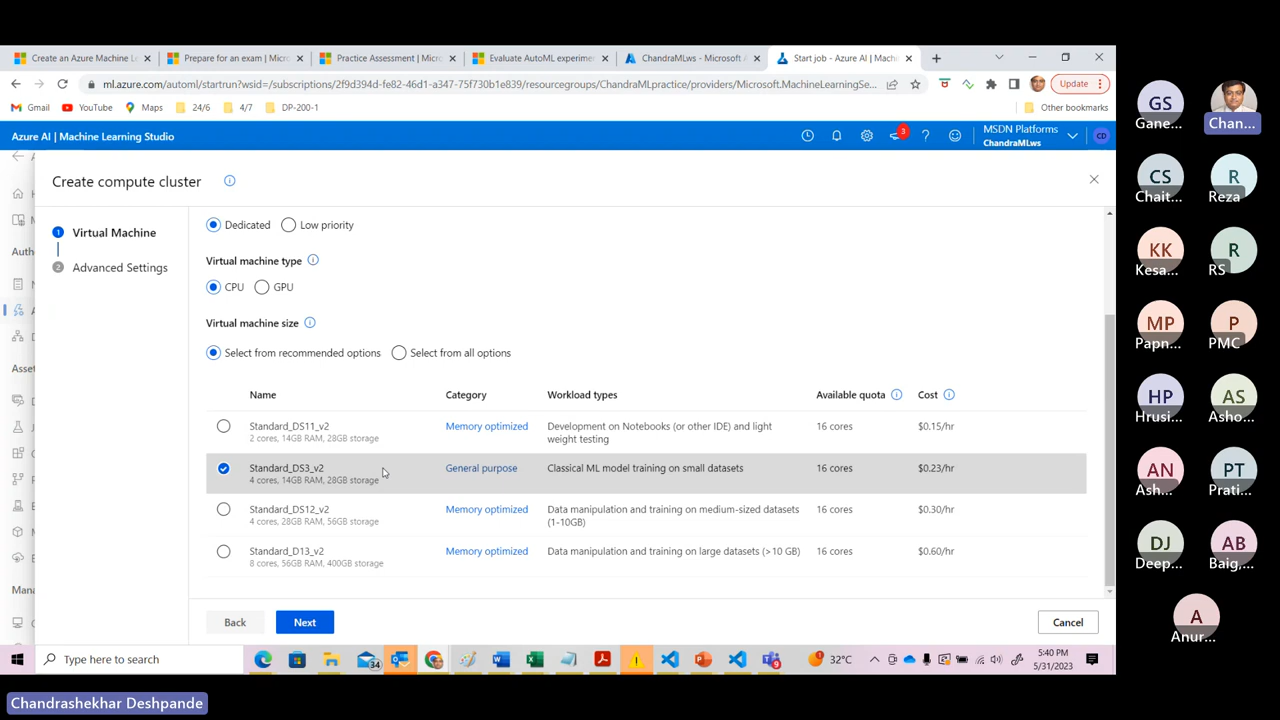 Create an Azure Machine L
Prepare for an exam | Micro
Practice Assessment | Micro
Evaluate AutoML experime
ChandraMLws - Microsoft A
Start job - Azure AI | Machi
ml.azure.com/automl/startrun?wsid=/subscriptions/2f9d394d-fe82-46d1-a347-75f730b1e839/resourcegroups/ChandraMLpractice/providers/Microsoft.MachineLearningSe...
Update
Gmail
YouTube
Maps
24/6
4/7
DP-200-1
Other bookmarks
Azure AI | Machine Learning Studio
3
MSDN Platforms
ChandraMLws
CD
Create compute cluster
1 Virtual Machine
2 Advanced Settings
Auth
Asset
Mana
Dedicated
Low priority
Virtual machine type
CPU
GPU
Virtual machine size
Select from recommended options
Select from all options
Name Category Workload types Available quota Cost
Standard_DS11_v2 Memory optimized Development on Notebooks (or other IDE) and light 16 cores $0.15/hr
2 cores, 14GB RAM, 28GB storage weight testing
Standard_DS3_v2 General purpose Classical ML model training on small datasets 16 cores $0.23/hr
4 cores, 14GB RAM, 28GB storage
Standard_DS12_v2 Memory optimized Data manipulation and training on medium-sized datasets 16 cores $0.30/hr
4 cores, 28GB RAM, 56GB storage (1-10GB)
Standard_D13_v2 Memory optimized Data manipulation and training on large datasets (>10 GB) 16 cores $0.60/hr
8 cores, 56GB RAM, 400GB storage
Back
Next
Cancel
Type here to search
34
9
32°C
5:40 PM
5/31/2023
GS
Gane...
Chan...
CS
Chait...
R
Reza
KK
Kesa...
R
RS
MP
Papn...
P
PMC
HP
Hrusi...
AS
Asho...
AN
Ash...
PT
Prati...
DJ
Deep...
AB
Baig,...
A
Anur...
Chandrashekhar Deshpande